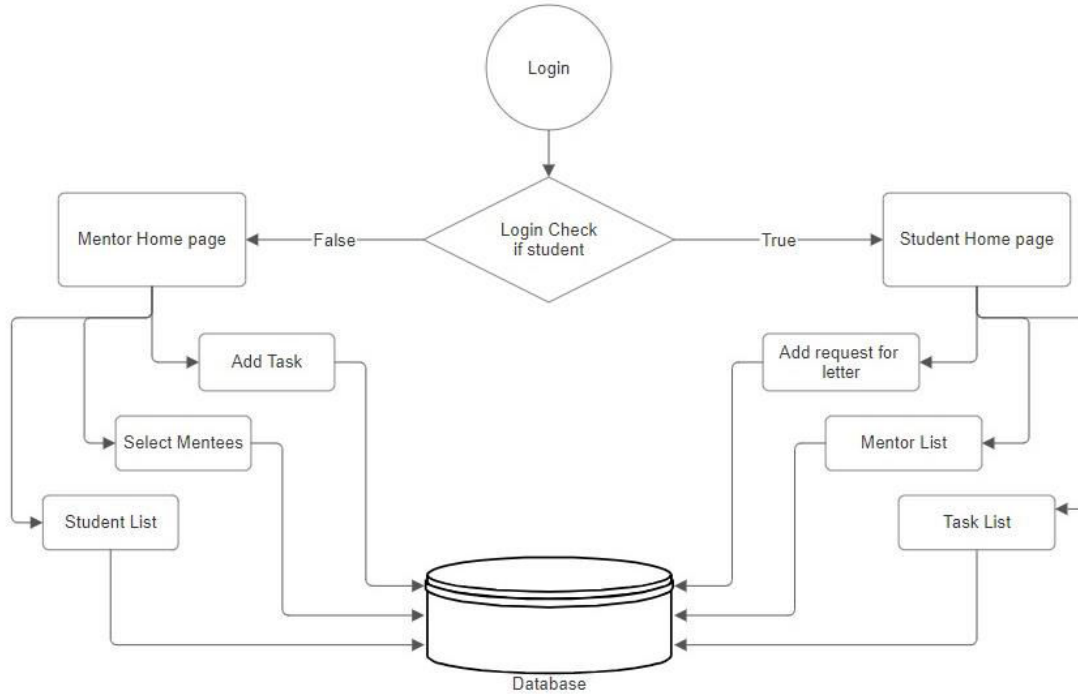 Login
Login Check
if student
False
True
Mentor Home page
Student Home page
Add Task
Add request for
letter
Select Mentees
Mentor List
Student List
Task List
Database